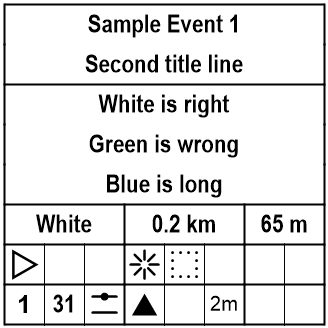 Sample Event 1
Second title line
White is right
Green is wrong
Blue is long
White 0.2 km 65 m
1 31 2m